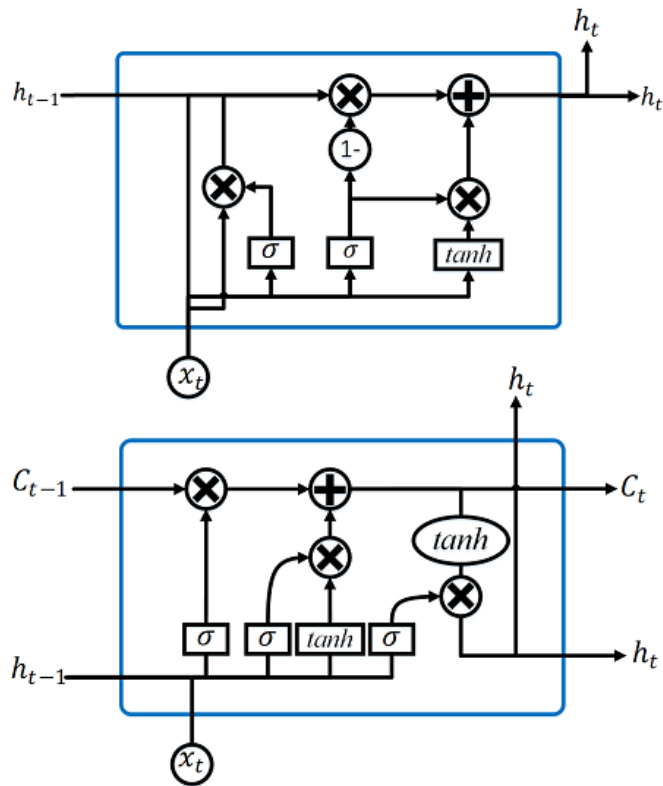 h_t
h_{t-1} h_t
1-
σ σ tanh
x_t
h_t
C_{t-1} C_t
tanh
σ σ tanh σ
h_{t-1} h_t
x_t